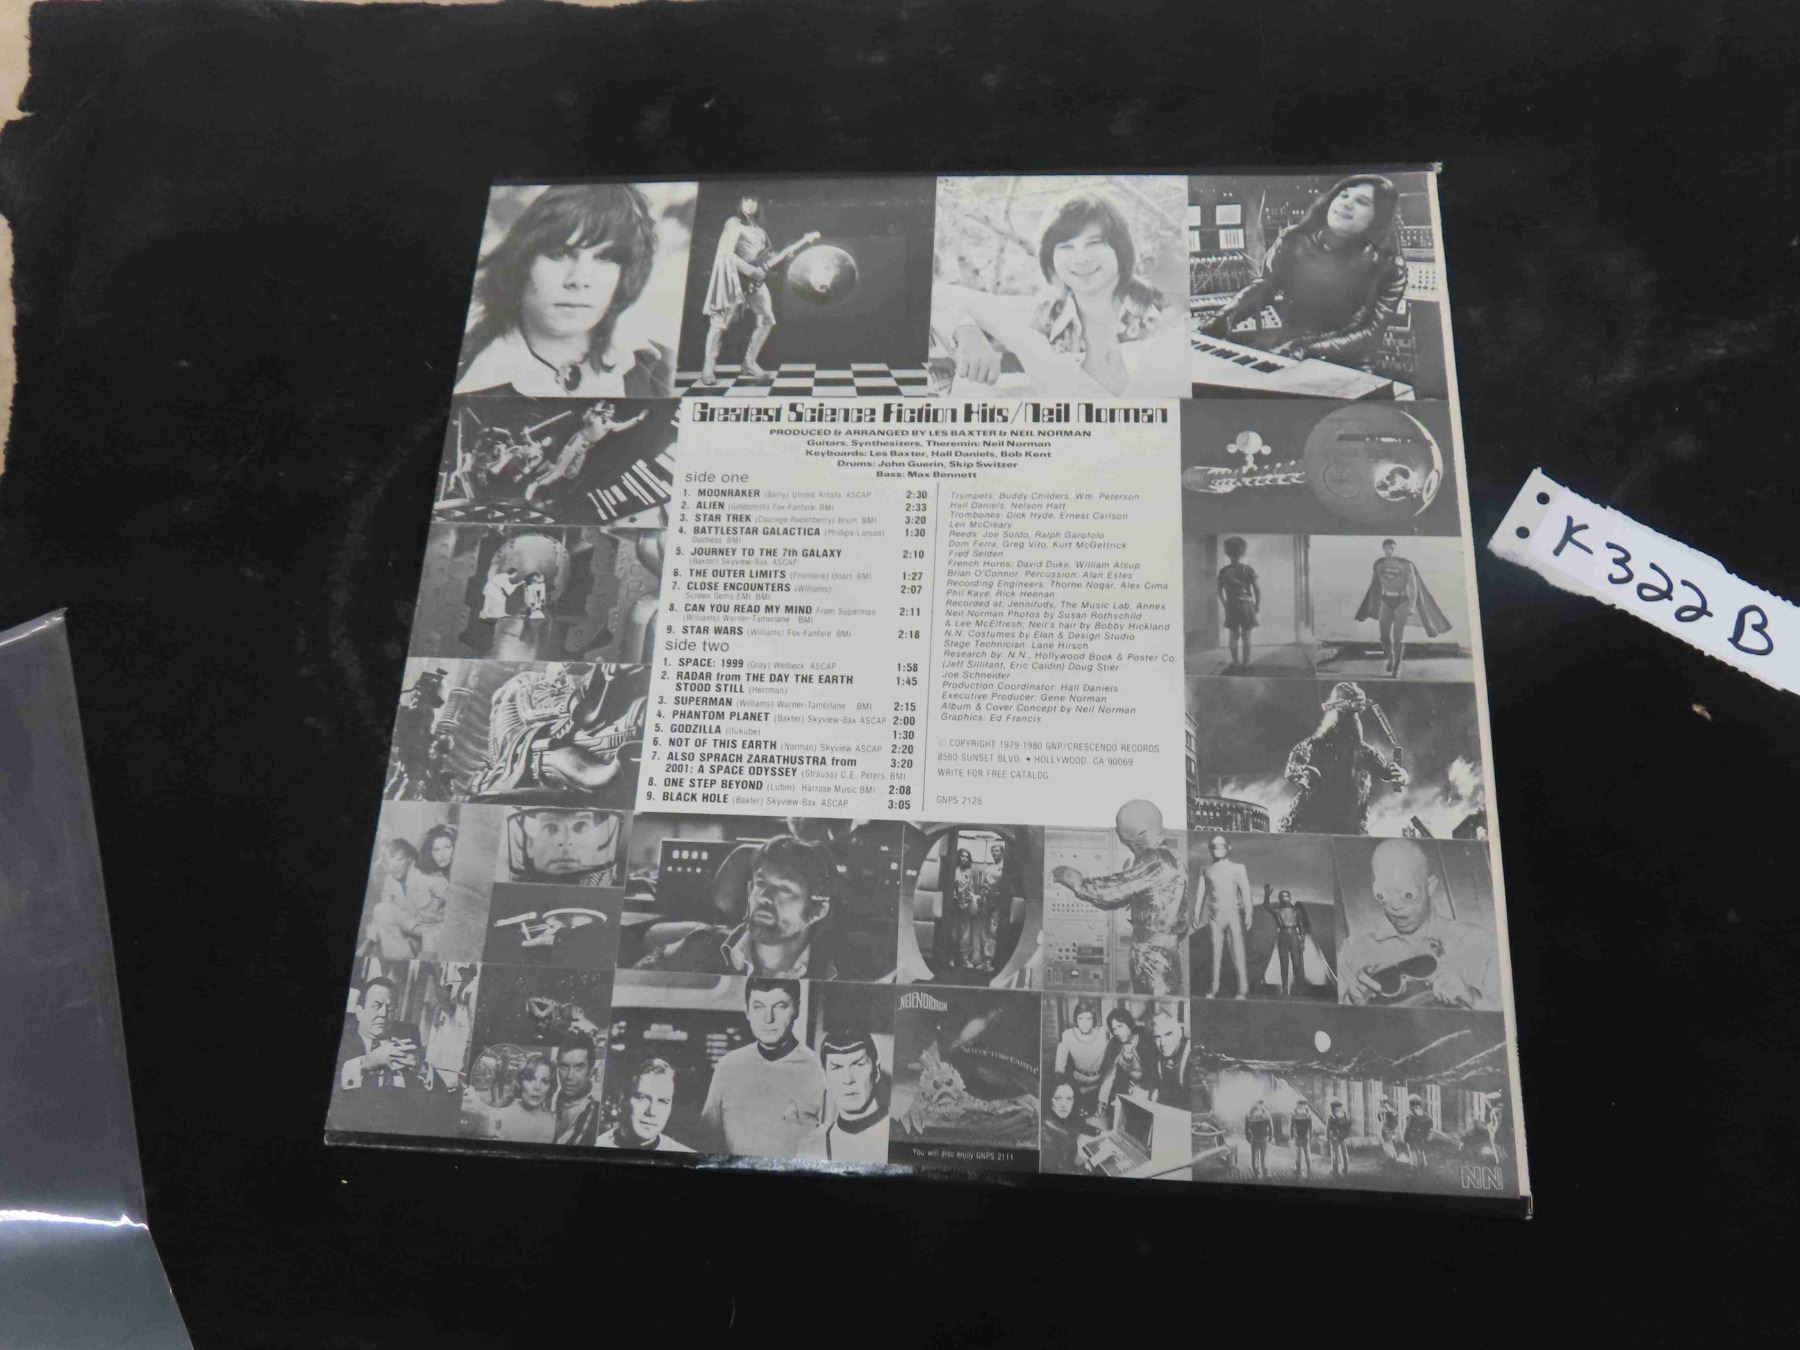 Greatest Science Fiction Hits/Neil Norman
PRODUCED & ARRANGED BY LES BAXTER & NEIL NORMAN
Guitars, Synthesizers, Theremin: Neil Norman
Keyboards: Les Baxter, Hall Daniels, Bob Kent
Drums: John Guerin, Skip Switzer
Bass: Max Bennett
side one
1. MOONRAKER (Barry) United Artists ASCAP 2:30
2. ALIEN (Goldsmith) Fox-Fanfare BMI 2:33
3. STAR TREK (Courage-Rodenberry) Bruin BMI 3:20
4. BATTLESTAR GALACTICA (Phillips-Larson) 1:30
Duchess BMI
5. JOURNEY TO THE 7th GALAXY 2:10
(Baxter) Skyview-Bax ASCAP
6. THE OUTER LIMITS (Frontiere) Unart BMI 1:27
7. CLOSE ENCOUNTERS (Williams) 2:07
Screen Gems-EMI BMI
8. CAN YOU READ MY MIND From Superman 2:11
(Williams) Warner-Tamerlane BMI
9. STAR WARS (Williams) Fox-Fanfare BMI 2:18
side two
1. SPACE: 1999 (Gray) Welbeck ASCAP 1:58
2. RADAR from THE DAY THE EARTH 1:45
STOOD STILL (Herrman)
3. SUPERMAN (Williams) Warner-Tamerlane BMI 2:15
4. PHANTOM PLANET (Baxter) Skyview-Bax ASCAP 2:00
5. GODZILLA (Ifukube) 1:30
6. NOT OF THIS EARTH (Norman) Skyview ASCAP 2:20
7. ALSO SPRACH ZARATHUSTRA from 3:20
2001: A SPACE ODYSSEY (Strauss) C.E. Peters BMI
8. ONE STEP BEYOND (Lubin) Harrose Music BMI 2:08
9. BLACK HOLE (Baxter) Skyview-Bax ASCAP 3:05
Trumpets: Buddy Childers, Wm. Peterson
Hall Daniels, Nelson Hatt
Trombones: Dick Hyde, Ernest Carlson
Len McCreary
Reeds: Joe Soldo, Ralph Garofolo
Dom Ferra, Greg Vito, Kurt McGettrick
Fred Selden
French Horns: David Duke, William Alsup
Brian O'Connor Percussion: Alan Estes
Recording Engineers: Thorne Nogar, Alex Cima
Phil Kaye, Rick Heenan
Recorded at: Jennifudy, The Music Lab, Annex
Neil Norman Photos by Susan Rothschild
& Lee McElfresh, Neil's hair by Bobby Hickland
N.N. Costumes by Elan & Design Studio
Stage Technician: Lane Hirsch
Research by: N.N., Hollywood Book & Poster Co.
(Jeff Sillifant, Eric Caidin) Doug Stier
Joe Schneider
Production Coordinator: Hall Daniels
Executive Producer: Gene Norman
Album & Cover Concept by Neil Norman
Graphics: Ed Francis
© COPYRIGHT 1979-1980 GNP/CRESCENDO RECORDS
8560 SUNSET BLVD. • HOLLYWOOD, CA 90069
WRITE FOR FREE CATALOG.
GNPS 2128
NEIL NORMAN
NOT OF THIS EARTH
You will also enjoy GNPS 2111
NN
K322B